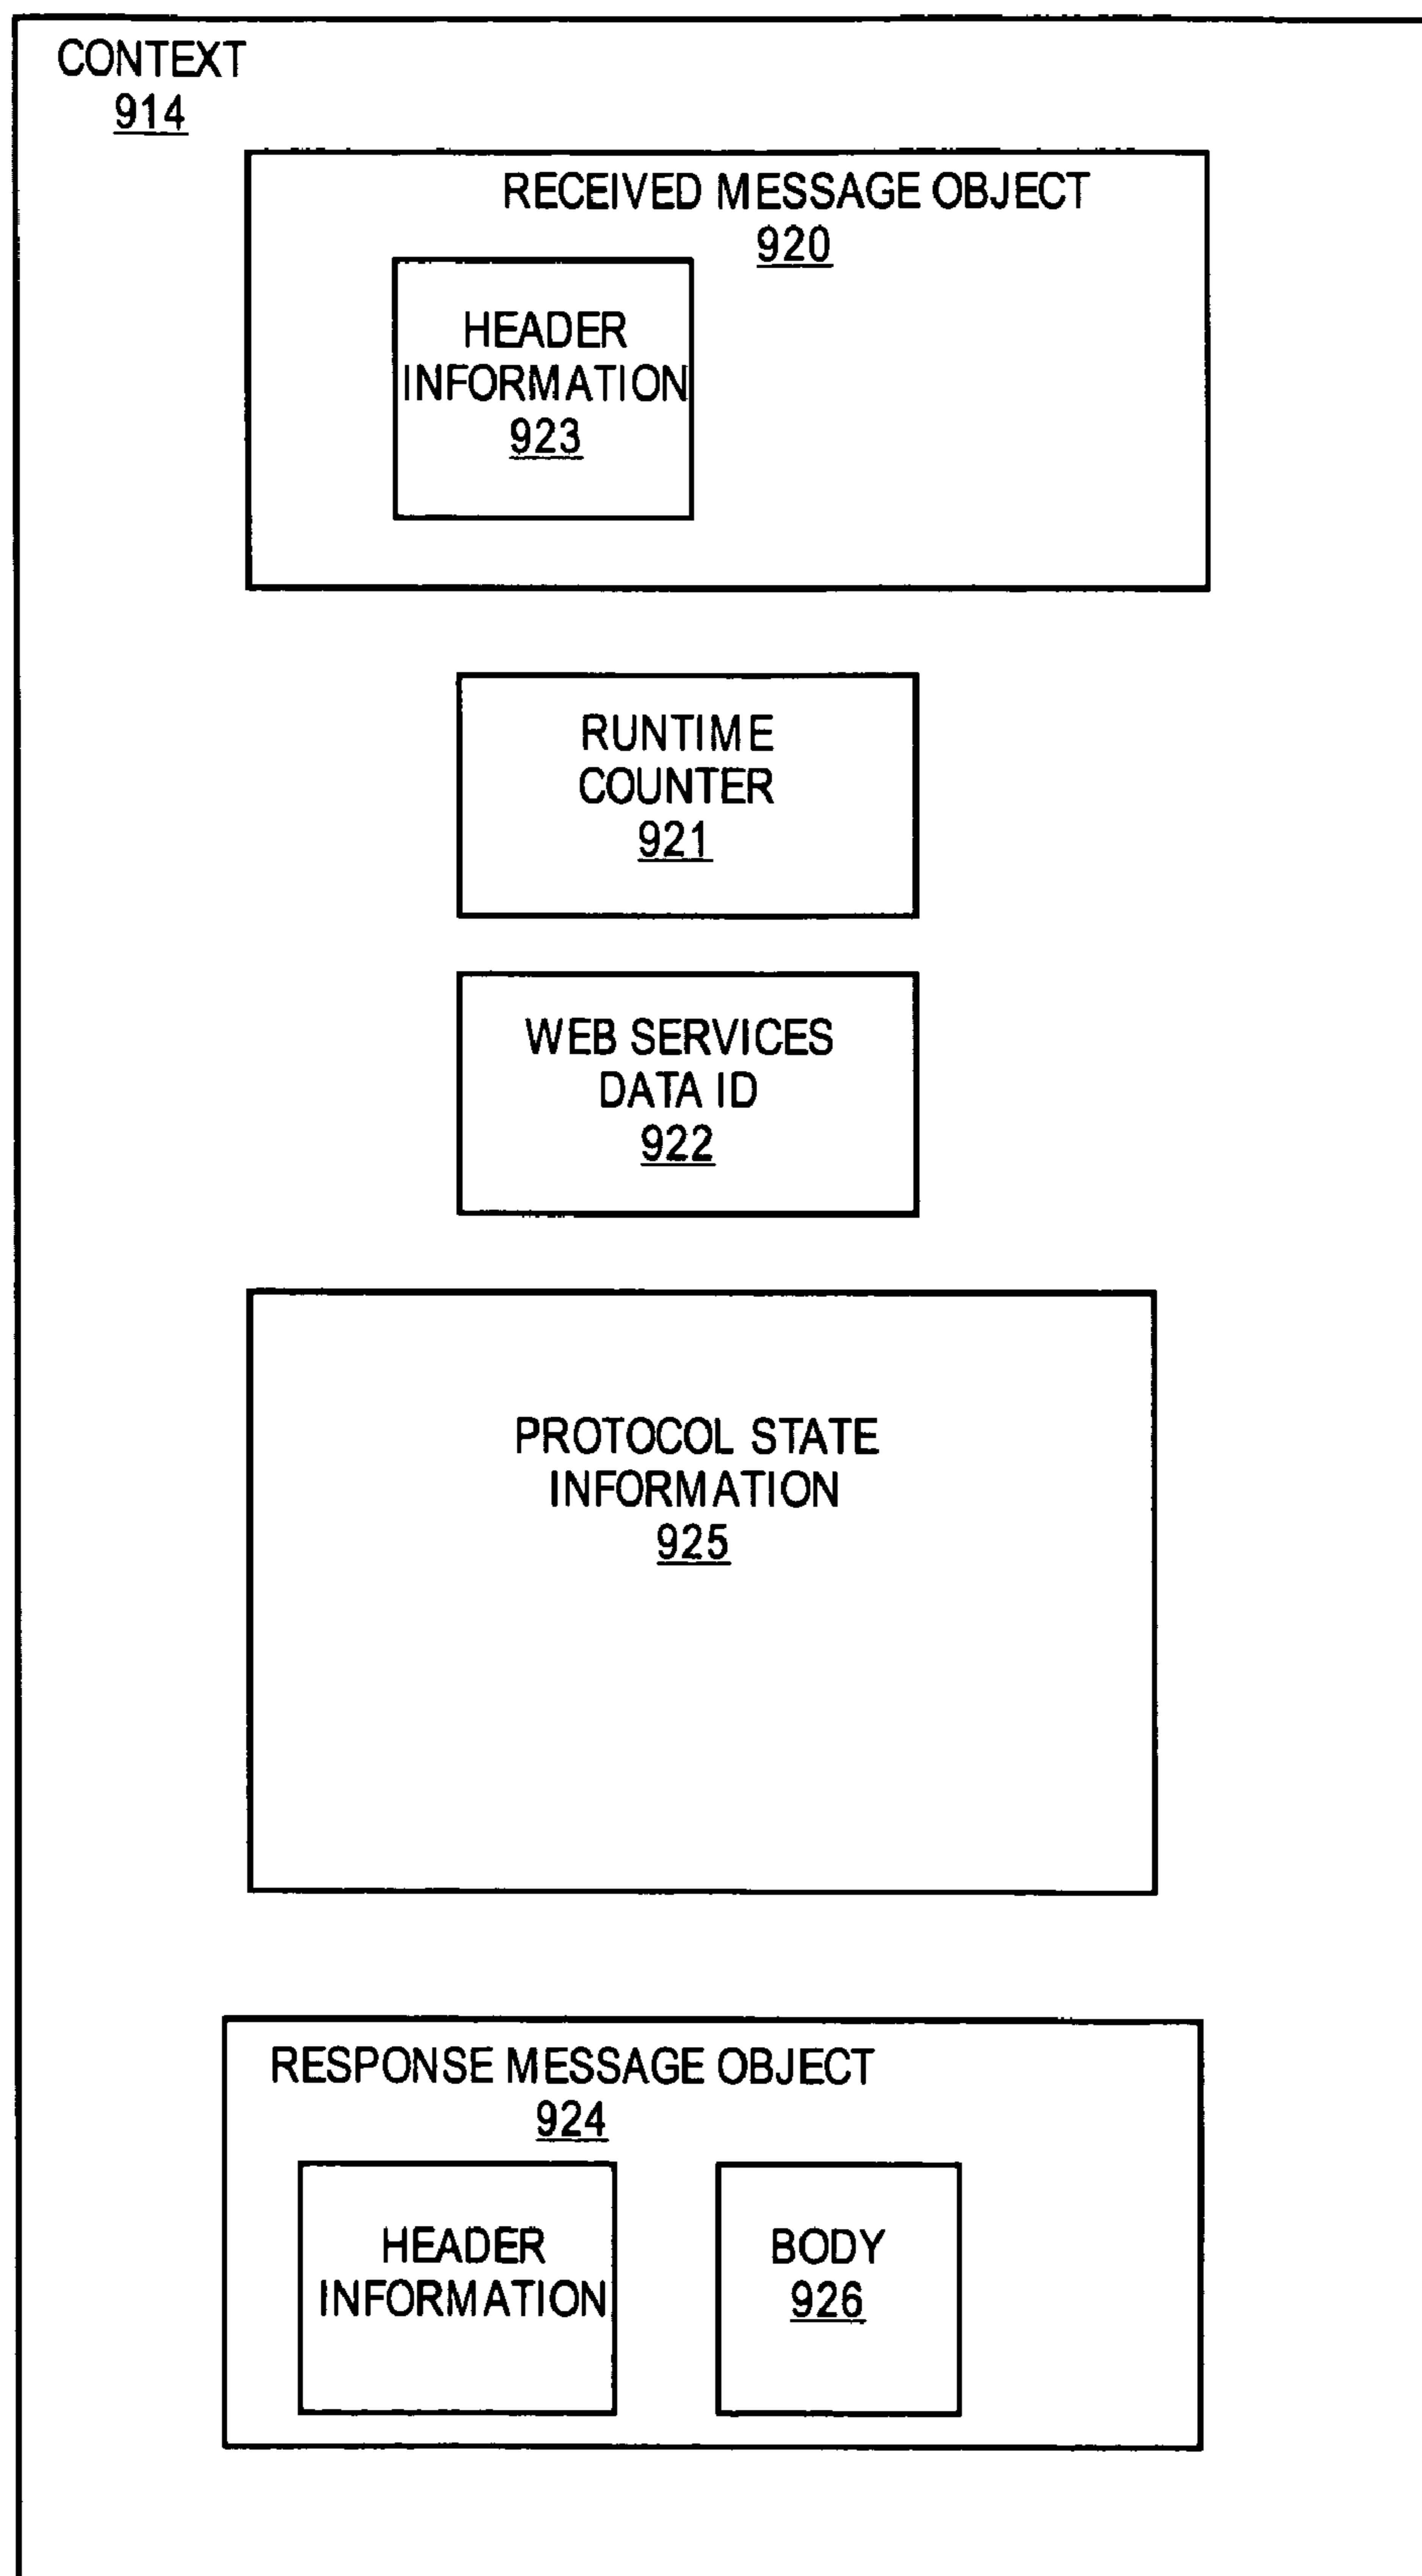 CONTEXT
914
RECEIVED MESSAGE OBJECT
920
HEADER
INFORMATION
923
RUNTIME
COUNTER
921
WEB SERVICES
DATA ID
922
PROTOCOL STATE
INFORMATION
925
RESPONSE MESSAGE OBJECT
924
HEADER
INFORMATION
BODY
926